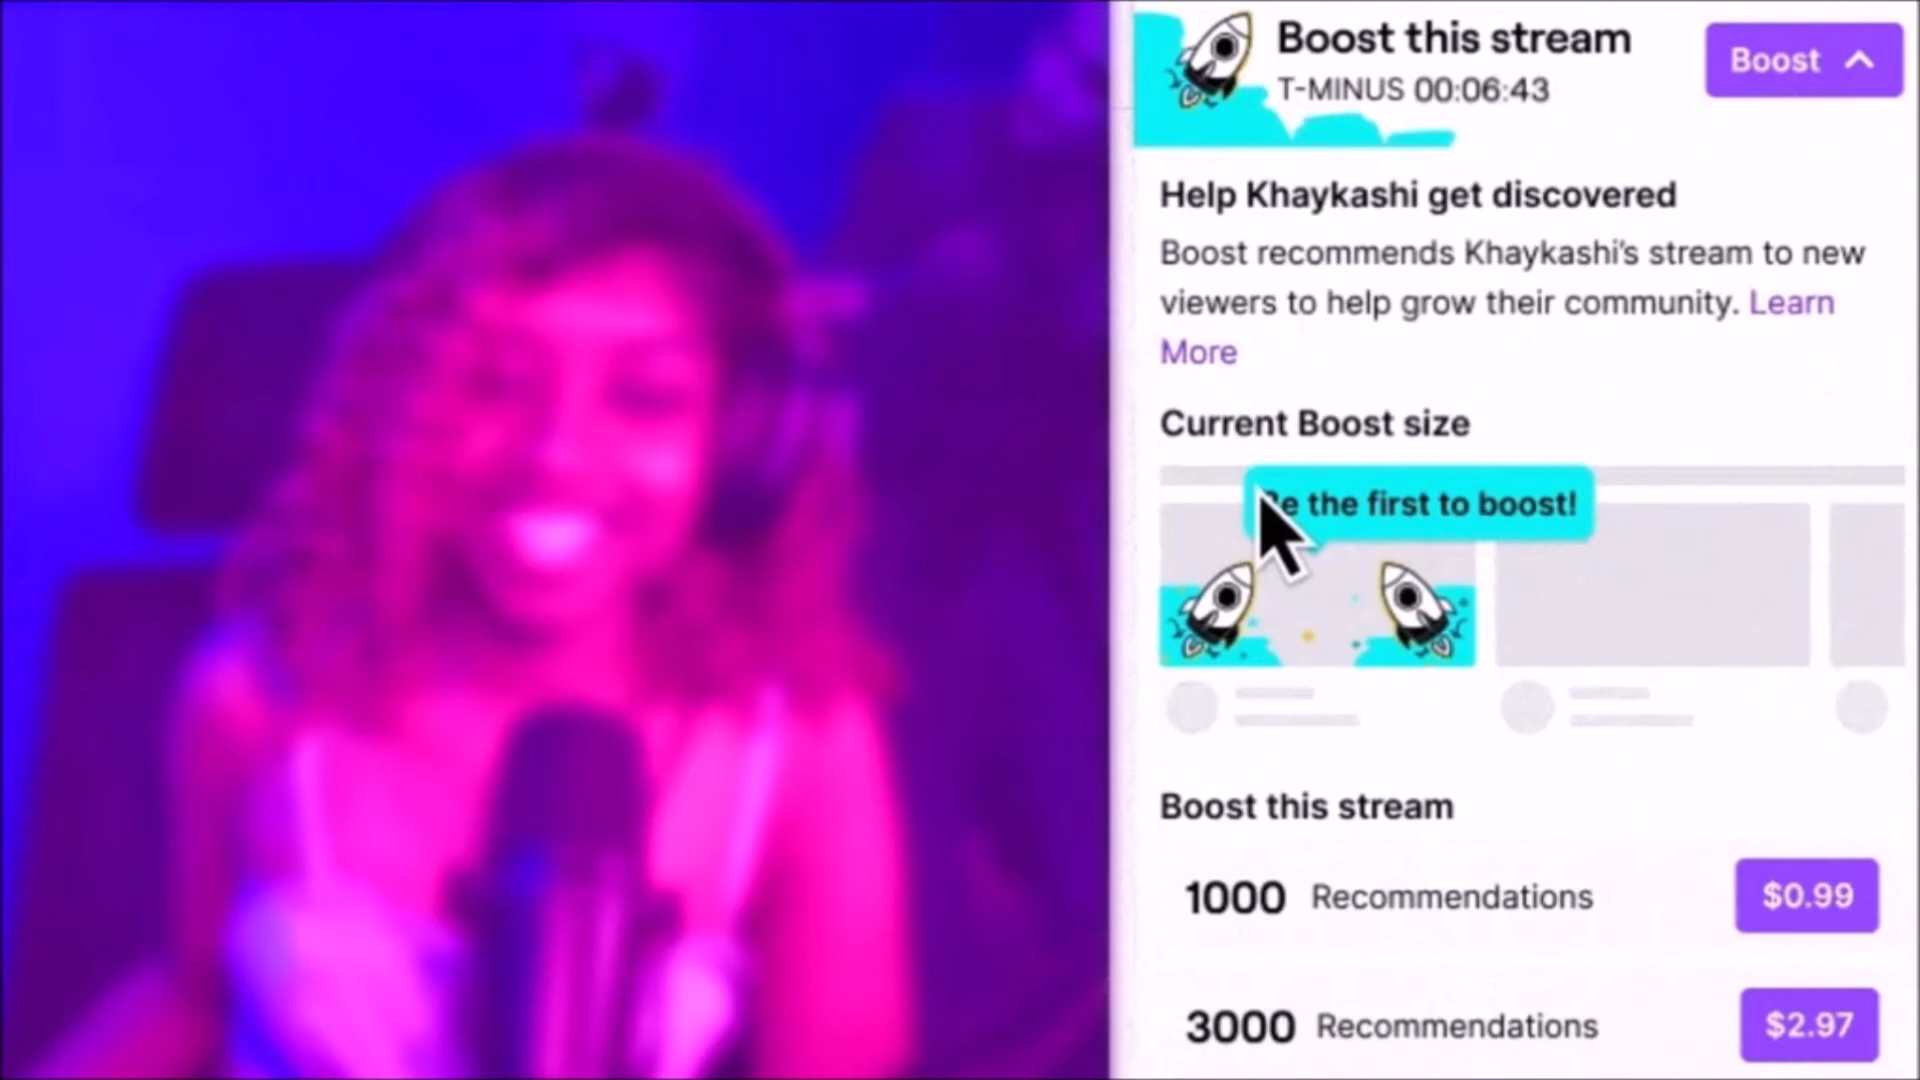 Boost this stream
T-MINUS 00:06:43
Boost
Help Khaykashi get discovered
Boost recommends Khaykashi's stream to new
viewers to help grow their community. Learn
More
Current Boost size
the first to boost!
Boost this stream
1000 Recommendations
$0.99
3000 Recommendations
$2.97